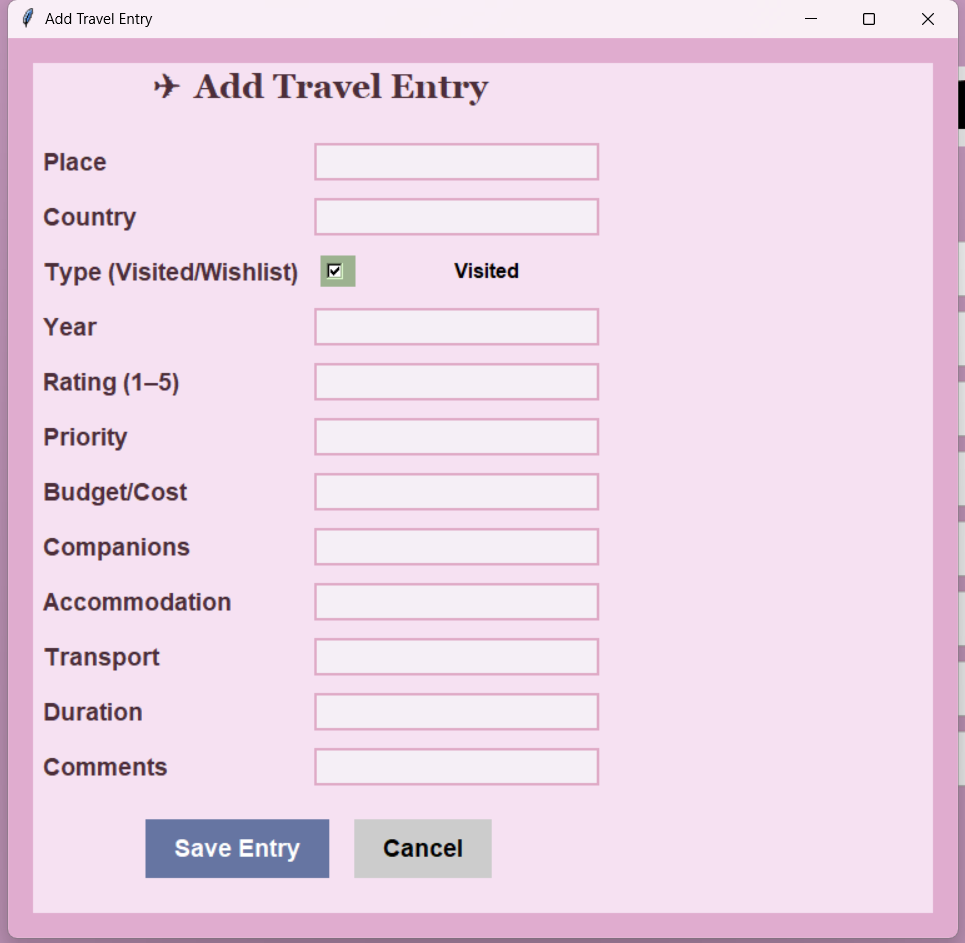 Add Travel Entry
✈ Add Travel Entry
Place
Country
Type (Visited/Wishlist) Visited
Year
Rating (1–5)
Priority
Budget/Cost
Companions
Accommodation
Transport
Duration
Comments
Save Entry Cancel